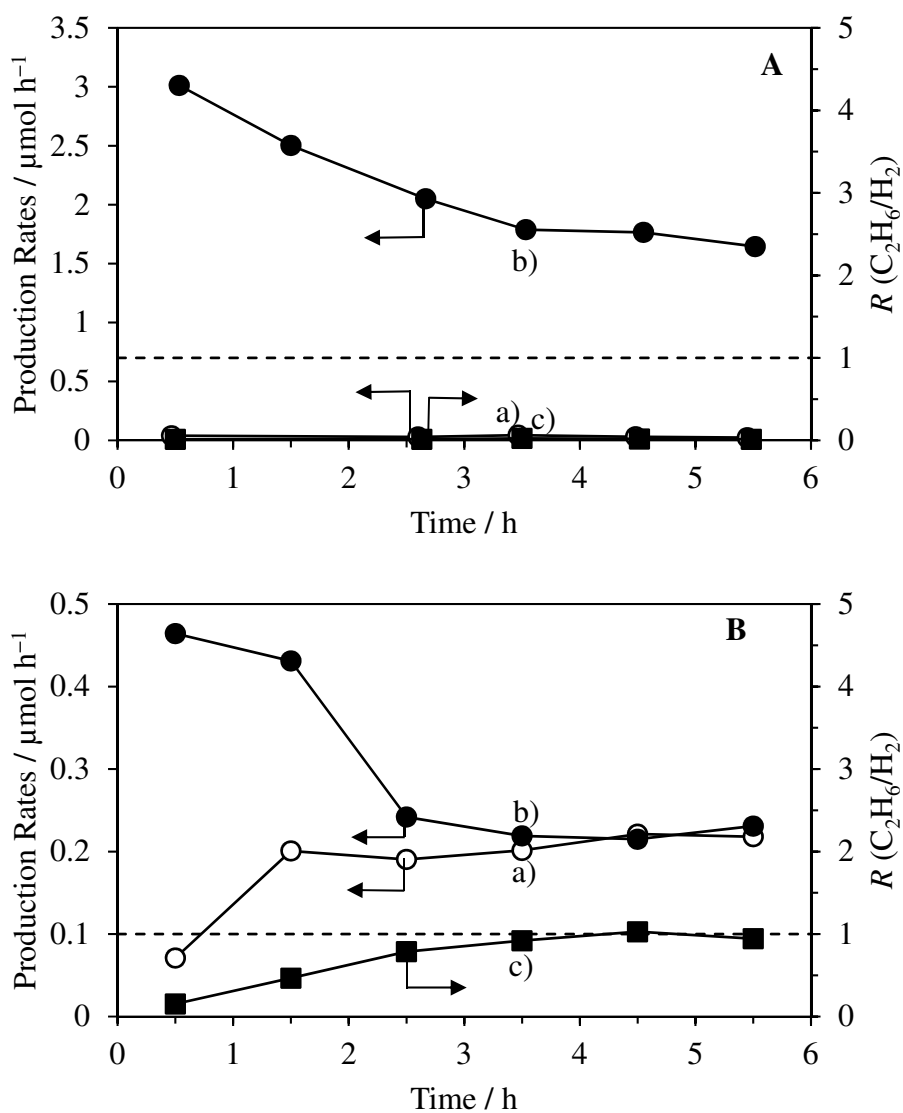 A
3.5
3
2.5
2
1.5
1
0.5
0
5
4
3
2
1
0
Production Rates / µmol h⁻¹
R (C₂H₆/H₂)
b)
a)
c)
0 1 2 3 4 5 6
Time / h
B
0.5
0.4
0.3
0.2
0.1
0
5
4
3
2
1
0
Production Rates / µmol h⁻¹
R (C₂H₆/H₂)
b)
a)
c)
0 1 2 3 4 5 6
Time / h